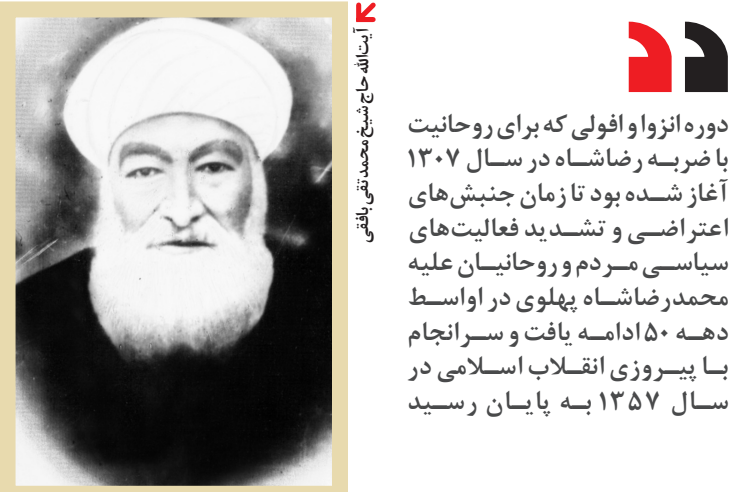 دوره انزوا و افولی که برای روحانیت
با ضربه رضاشاه در سال ۱۳۰۷
آغاز شده بود تا زمان جنبش‌های
اعتراضی و تشدید فعالیت‌های
سیاسی مردم و روحانیان علیه
محمدرضاشاه پهلوی در اواسط
دهه ۵۰ ادامه یافت و سرانجام
با پیروزی انقلاب اسلامی در
سال ۱۳۵۷ به پایان رسید
آیت‌الله حاج شیخ محمدتقی بافقی